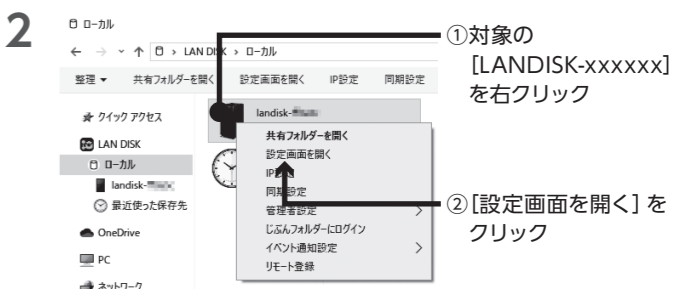 2
ローカル
LAN DISK > ローカル
整理 共有フォルダーを開く 設定画面を開く IP設定 同期設定
①対象の
[LANDISK-xxxxxx]
を右クリック
クイック アクセス
LAN DISK
ローカル
landisk-
最近使った保存先
OneDrive
PC
ネットワーク
landisk-
共有フォルダーを開く
設定画面を開く
同期設定
管理者設定 >
じぶんフォルダーにログイン
イベント通知設定 >
リモート登録
②[設定画面を開く]を
クリック